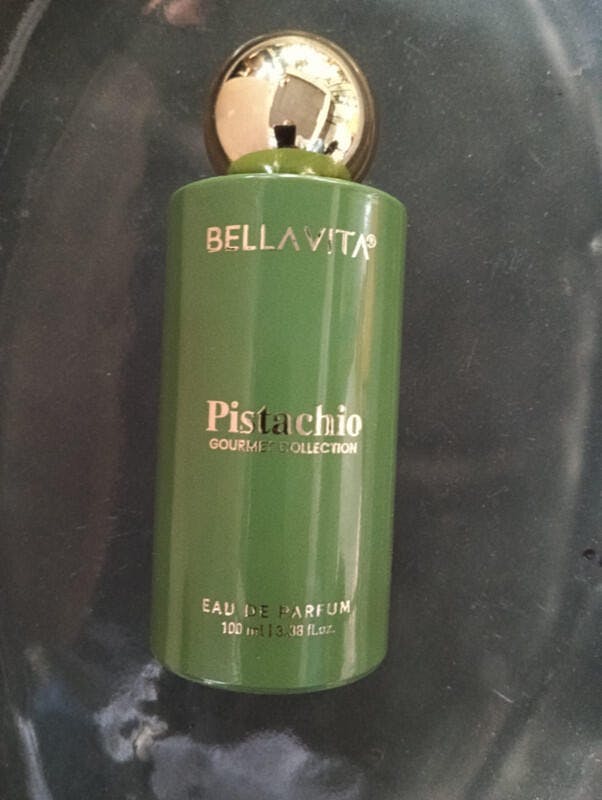 BELLAVITA®
Pistachio
GOURMET COLLECTION
EAU DE PARFUM
100 ml | 3.38 fl.oz.